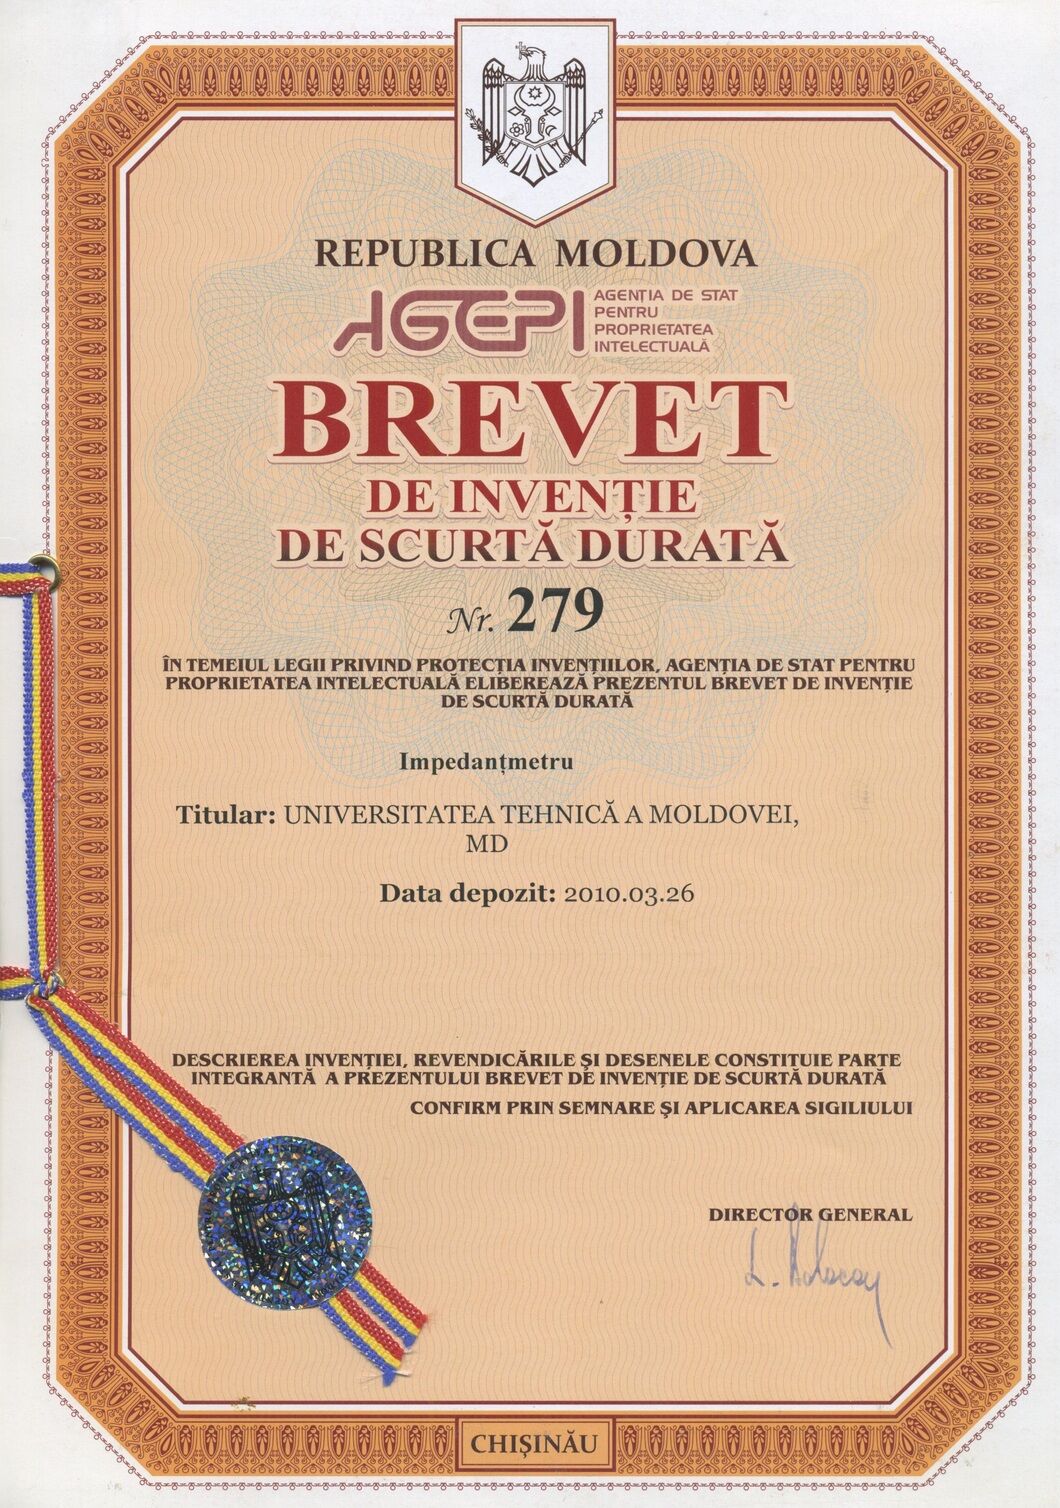 REPUBLICA MOLDOVA
AGEPI
AGENȚIA DE STAT
PENTRU
PROPRIETATEA
INTELECTUALĂ
BREVET
DE INVENȚIE
DE SCURTĂ DURATĂ
Nr. 279
ÎN TEMEIUL LEGII PRIVIND PROTECȚIA INVENȚIILOR, AGENȚIA DE STAT PENTRU
PROPRIETATEA INTELECTUALĂ ELIBEREAZĂ PREZENTUL BREVET DE INVENȚIE
DE SCURTĂ DURATĂ
Impedanțmetru
Titular: UNIVERSITATEA TEHNICĂ A MOLDOVEI,
MD
Data depozit: 2010.03.26
DESCRIEREA INVENȚIEI, REVENDICĂRILE ȘI DESENELE CONSTITUIE PARTE
INTEGRANTĂ A PREZENTULUI BREVET DE INVENȚIE DE SCURTĂ DURATĂ
CONFIRM PRIN SEMNARE ȘI APLICAREA SIGILIULUI
DIRECTOR GENERAL
CHIȘINĂU